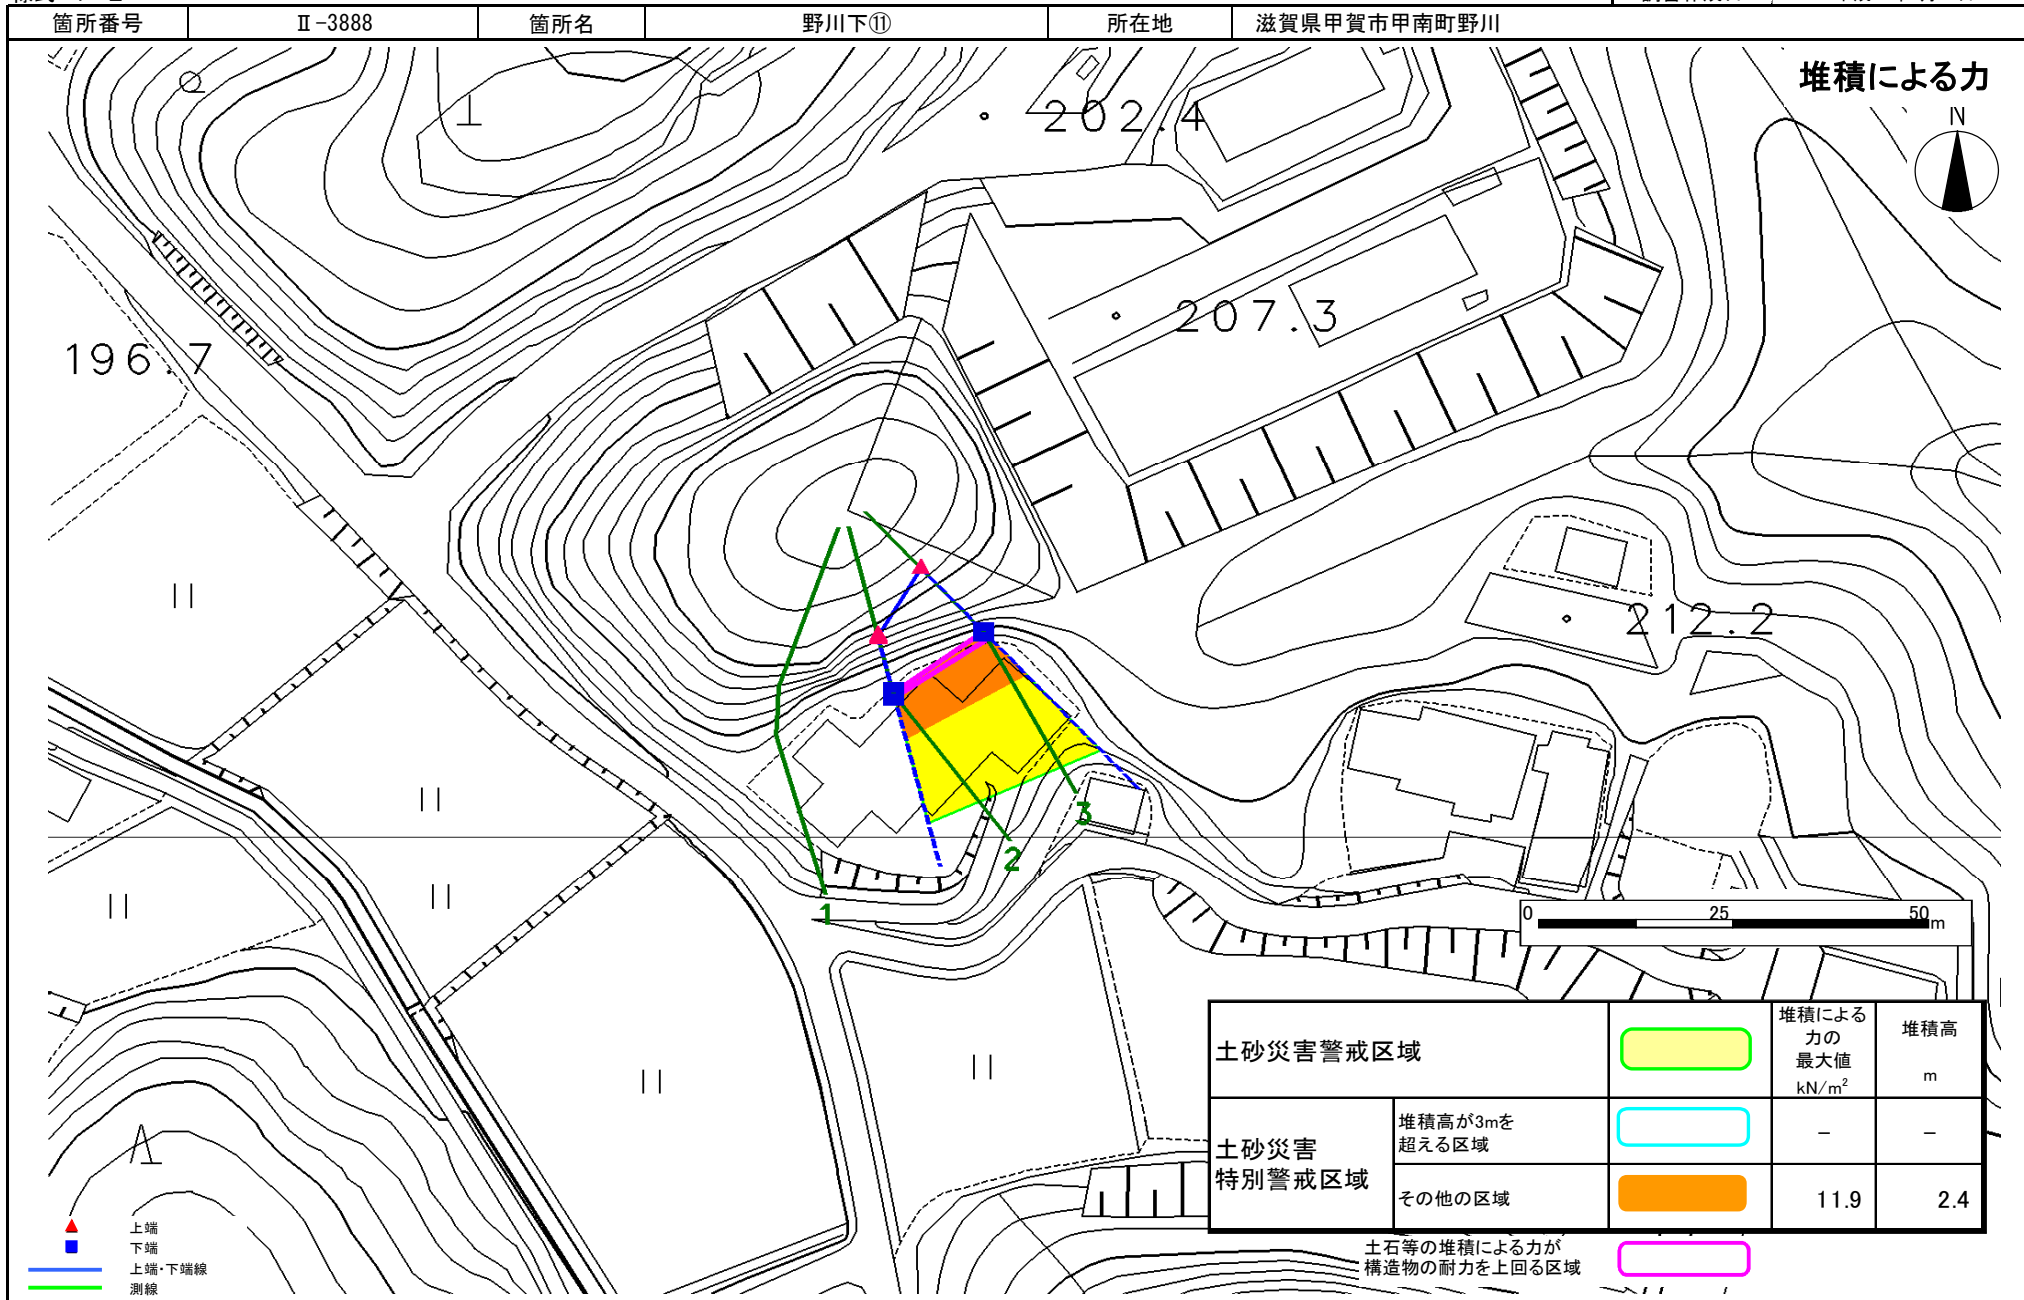 箇所番号 Ⅱ-3888 箇所名 野川下⑪ 所在地 滋賀県甲賀市甲南町野川
堆積による力
N
202.4
207.3
196.7
212.2
3
2
1
0 25 50 m
土砂災害警戒区域
堆積による力の最大値 kN/m²
堆積高 m
土砂災害特別警戒区域
堆積高が3mを超える区域 － －
その他の区域 11.9 2.4
土石等の堆積による力が
構造物の耐力を上回る区域
上端
下端
上端・下端線
測線